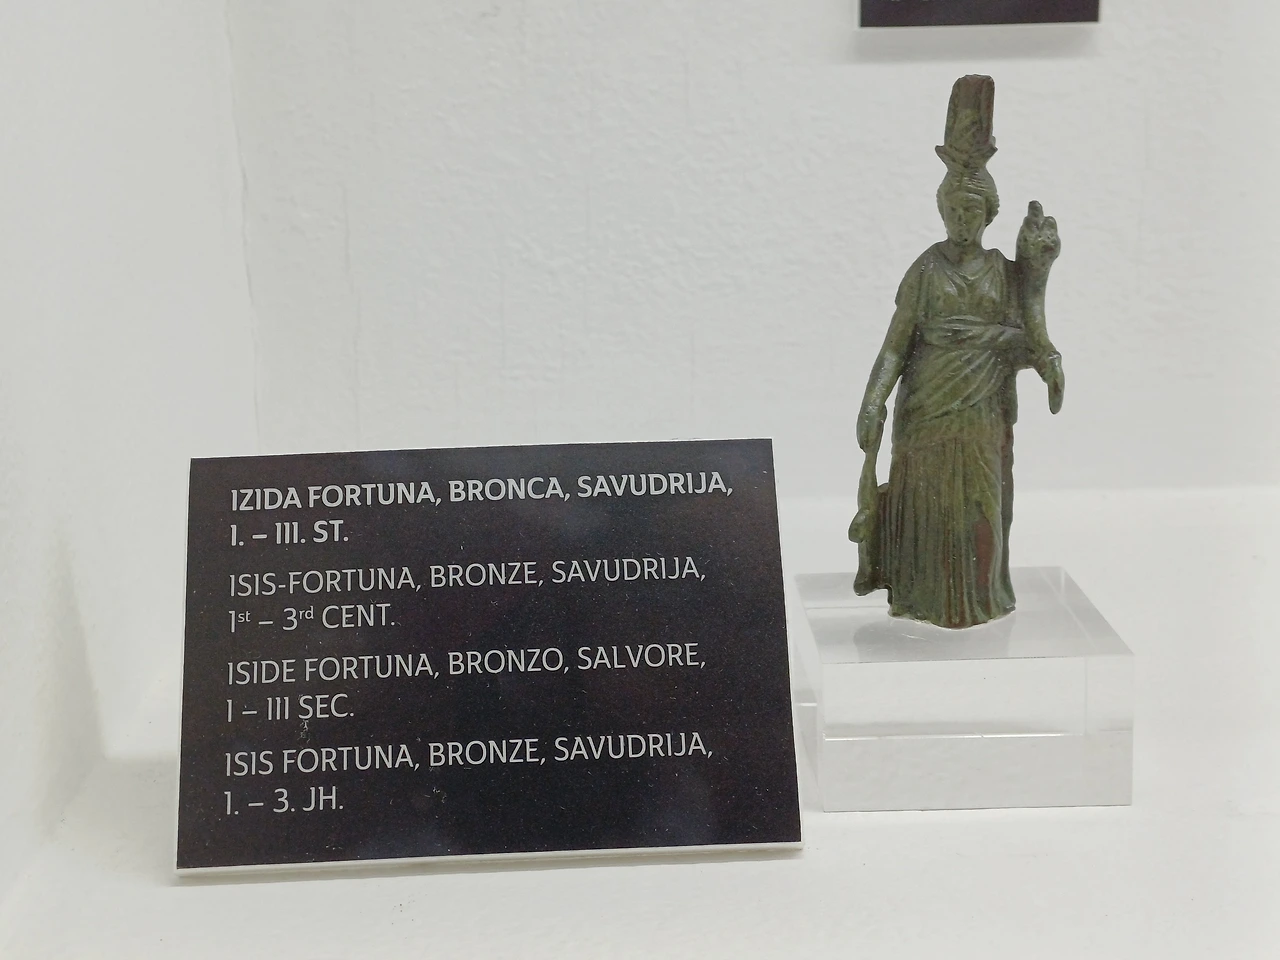 IZIDA FORTUNA, BRONCA, SAVUDRIJA,
I. – III. ST.
ISIS-FORTUNA, BRONZE, SAVUDRIJA,
1st – 3rd CENT.
ISIDE FORTUNA, BRONZO, SALVORE,
I – III SEC.
ISIS FORTUNA, BRONZE, SAVUDRIJA,
1. – 3. JH.